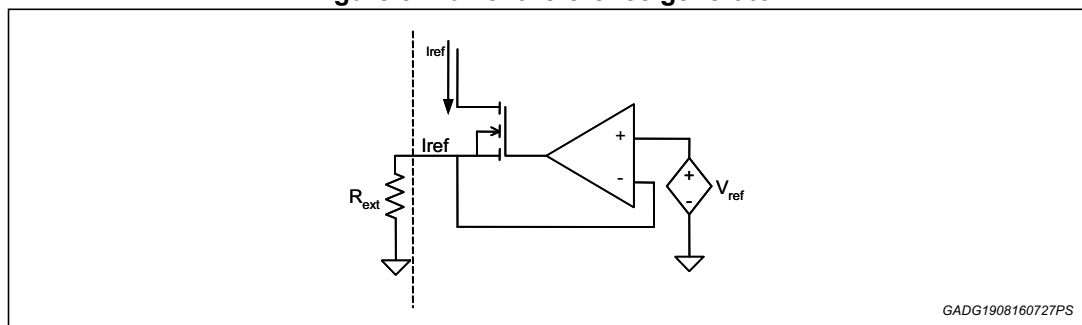 Iref
Iref
+
-
R_ext
+
-
V_ref
GADG1908160727PS